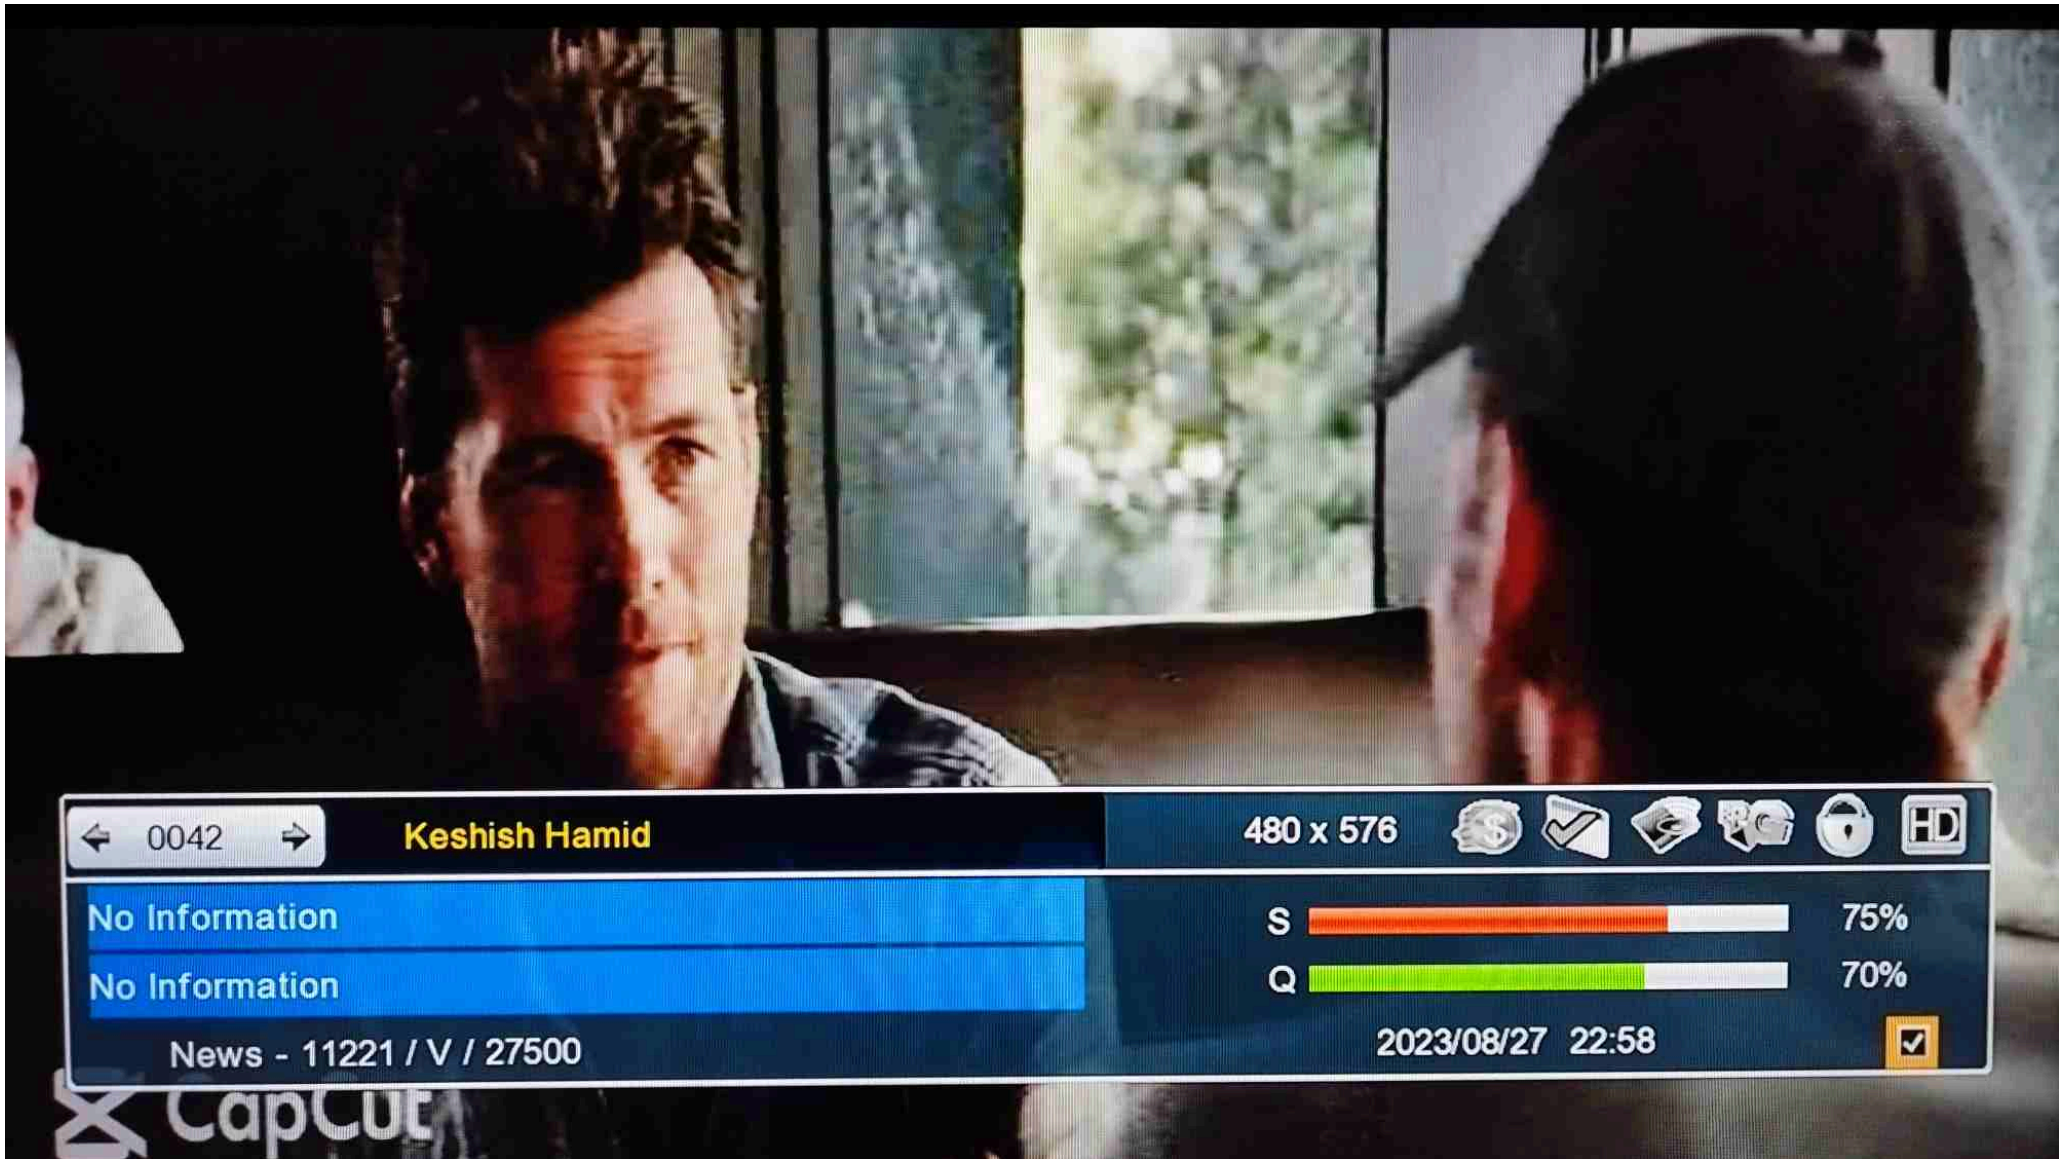 0042
Keshish Hamid
480 x 576
$
HD
No Information
S 75%
No Information
Q 70%
News - 11221 / V / 27500
2023/08/27 22:58
CapCut